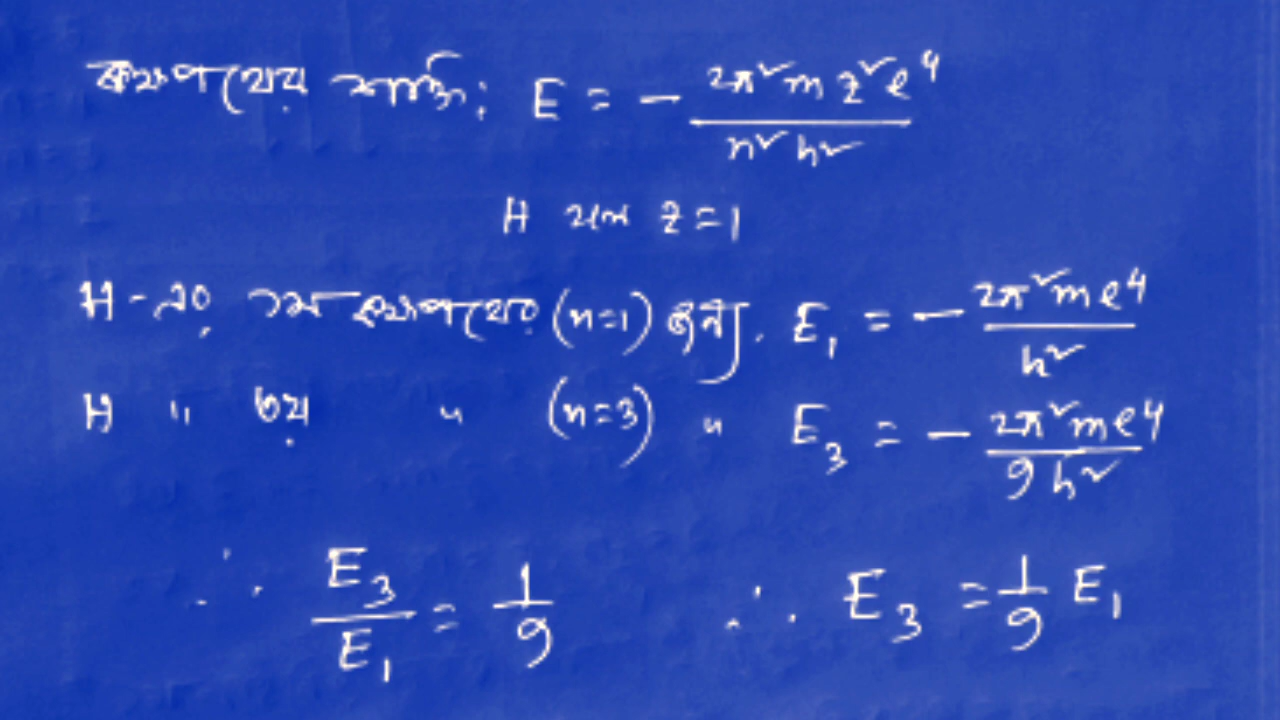 কক্ষপথের শক্তি: E = - 2π²mz²e⁴ / n²h²
H এর z = 1
H-এর ১ম কক্ষপথের (n=1) জন্য. E₁ = - 2π²me⁴ / h²
H " ৩য় " (n=3) " E₃ = - 2π²me⁴ / 9h²
∴ E₃/E₁ = 1/9 ∴ E₃ = 1/9 E₁